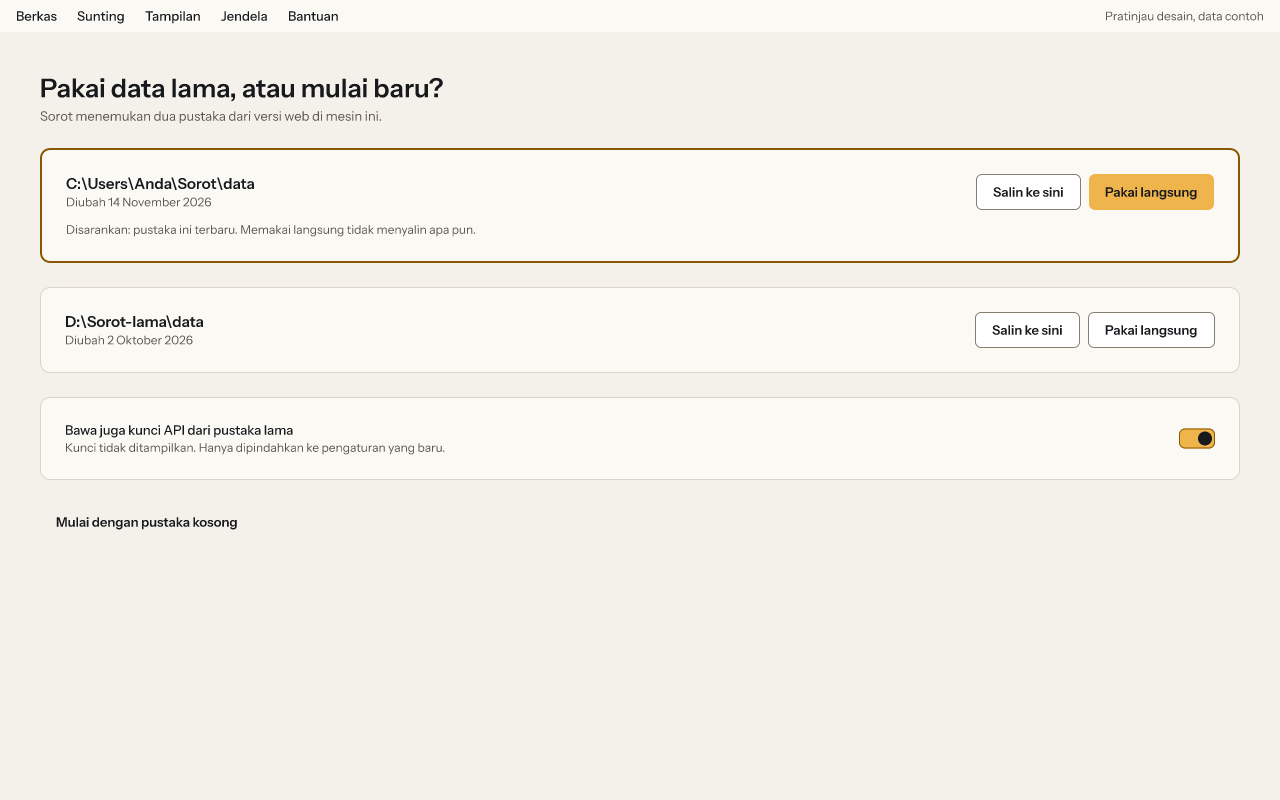 Berkas Sunting Tampilan Jendela Bantuan Pratinjau desain, data contoh
Pakai data lama, atau mulai baru?
Sorot menemukan dua pustaka dari versi web di mesin ini.
C:\Users\Anda\Sorot\data
Diubah 14 November 2026
Salin ke sini Pakai langsung
Disarankan: pustaka ini terbaru. Memakai langsung tidak menyalin apa pun.
D:\Sorot-lama\data
Diubah 2 Oktober 2026
Salin ke sini Pakai langsung
Bawa juga kunci API dari pustaka lama
Kunci tidak ditampilkan. Hanya dipindahkan ke pengaturan yang baru.
Mulai dengan pustaka kosong